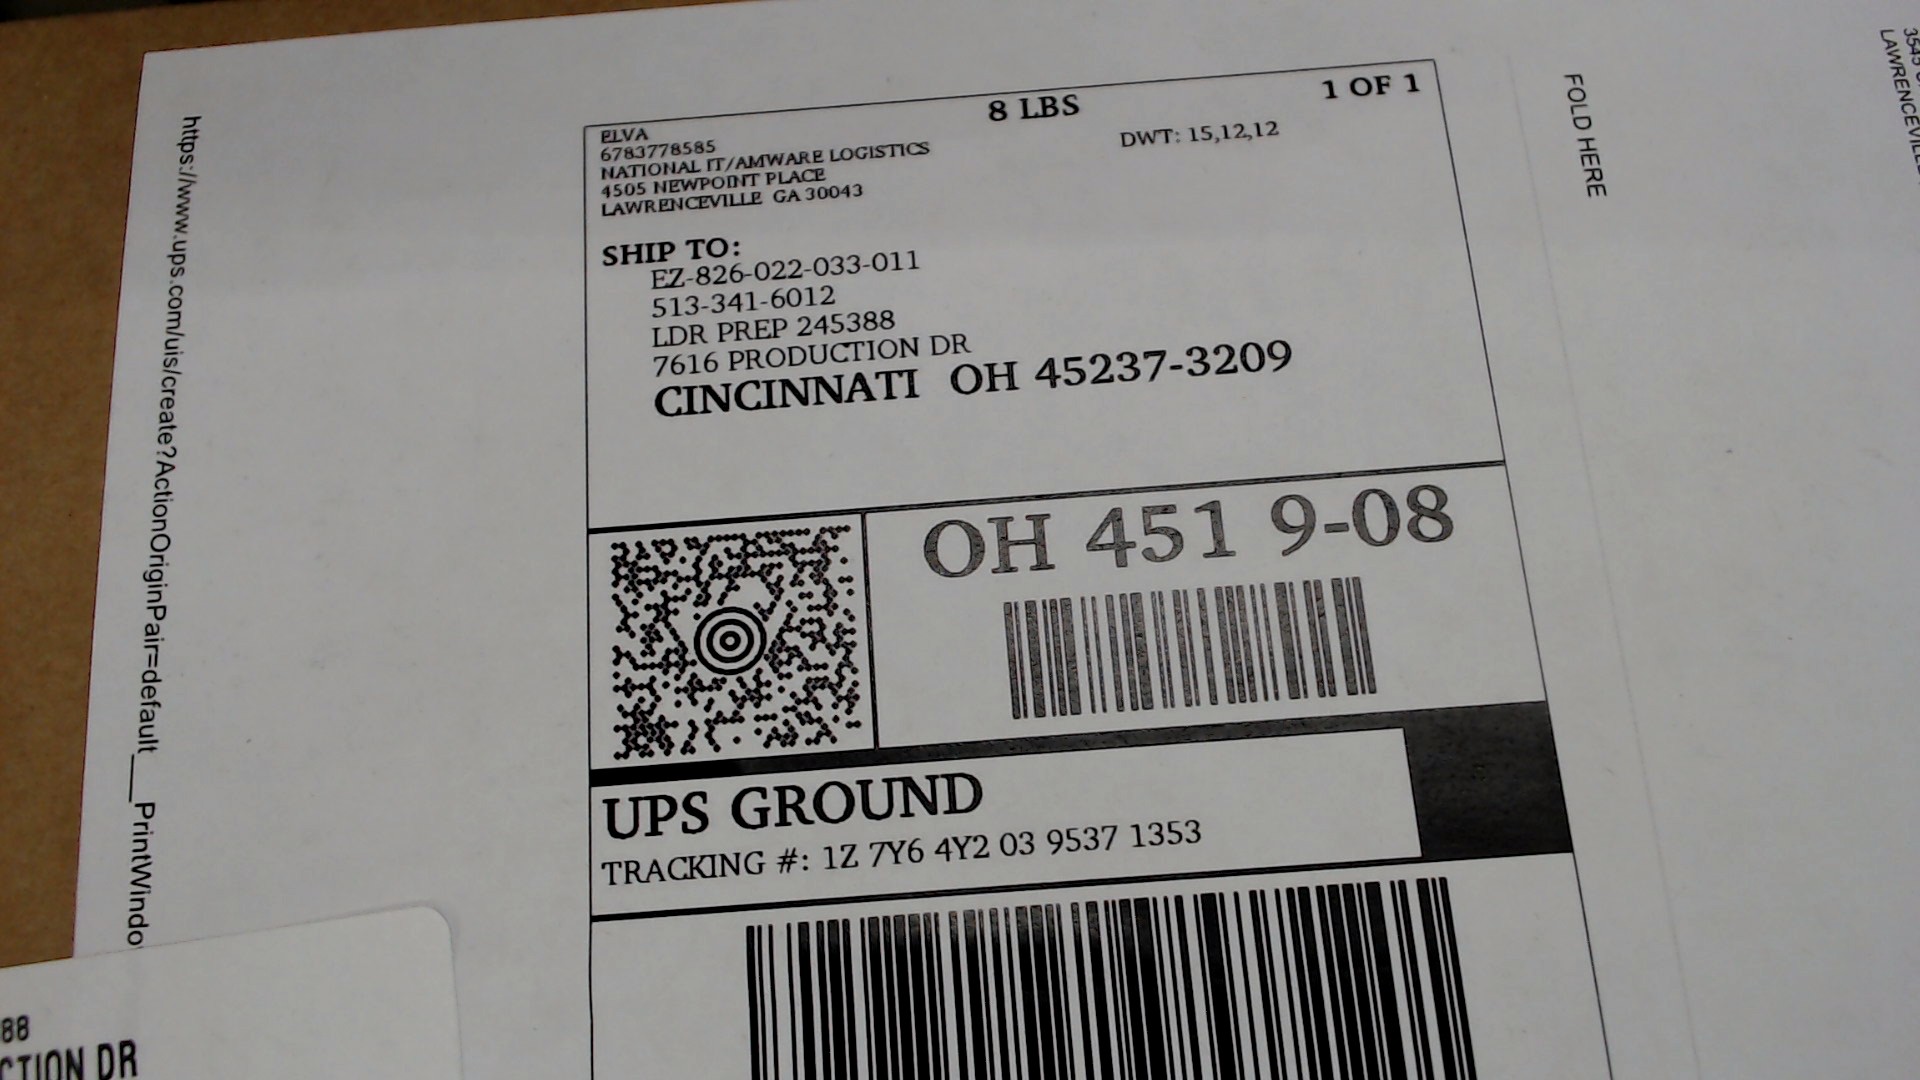 8 LBS
1 OF 1
ELVA
6783778585
DWT: 15,12,12
NATIONAL IT/AMWARE LOGISTICS
4505 NEWPOINT PLACE
LAWRENCEVILLE GA 30043
SHIP TO:
EZ-826-022-033-011
513-341-6012
LDR PREP 245388
7616 PRODUCTION DR
CINCINNATI OH 45237-3209
OH 451 9-08
UPS GROUND
TRACKING #: 1Z 7Y6 4Y2 03 9537 1353
https://www.ups.com/uis/create?ActionOriginPair=default___PrintWindo
FOLD HERE
LAWRENCEVILLE
88
CTION DR